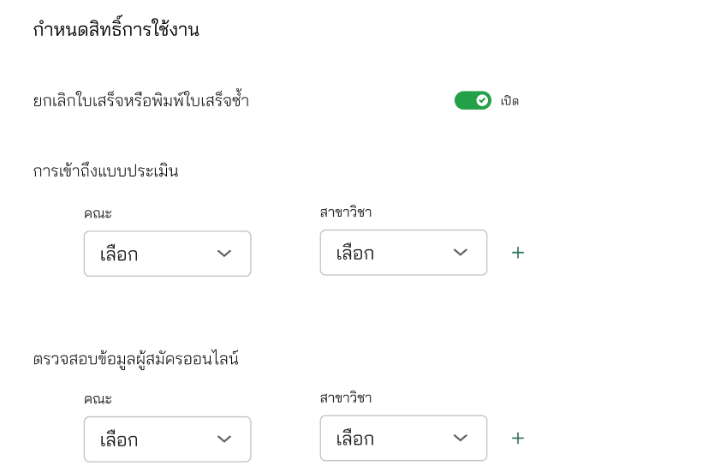 กำหนดสิทธิ์การใช้งาน
ยกเลิกใบเสร็จหรือพิมพ์ใบเสร็จซ้ำ เปิด
การเข้าถึงแบบประเมิน
คณะ สาขาวิชา
เลือก เลือก +
ตรวจสอบข้อมูลผู้สมัครออนไลน์
คณะ สาขาวิชา
เลือก เลือก +